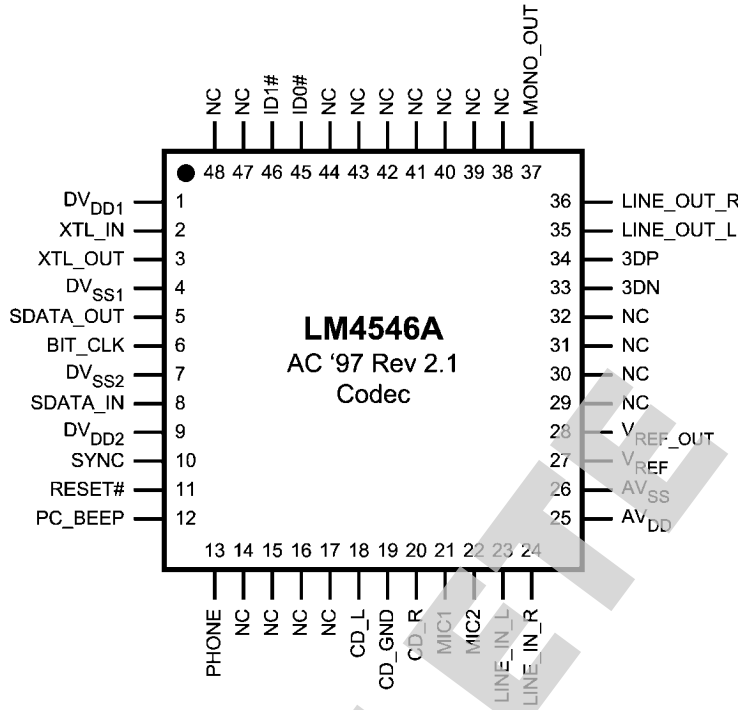 NC NC ID1# ID0# NC NC NC NC NC NC NC MONO_OUT
48 47 46 45 44 43 42 41 40 39 38 37
DVDD1 1
XTL_IN 2
XTL_OUT 3
DVSS1 4
SDATA_OUT 5
BIT_CLK 6
DVSS2 7
SDATA_IN 8
DVDD2 9
SYNC 10
RESET# 11
PC_BEEP 12
LM4546A
AC '97 Rev 2.1
Codec
36 LINE_OUT_R
35 LINE_OUT_L
34 3DP
33 3DN
32 NC
31 NC
30 NC
29 NC
28 VREF_OUT
27 VREF
26 AVSS
25 AVDD
13 14 15 16 17 18 19 20 21 22 23 24
PHONE NC NC NC NC CD_L CD_GND CD_R MIC1 MIC2 LINE_IN_L LINE_IN_R
ETE